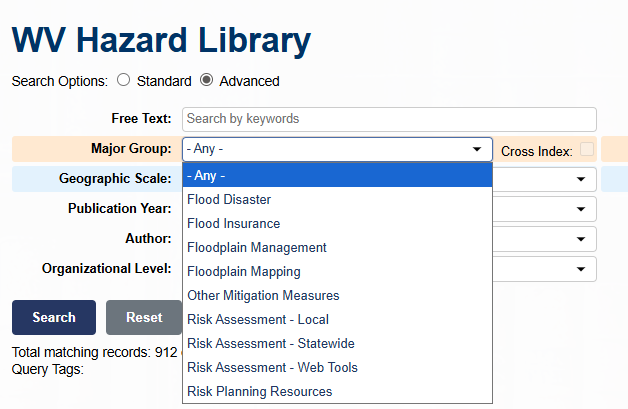 WV Hazard Library
Search Options: Standard Advanced
Free Text: Search by keywords
Major Group: - Any - Cross Index:
- Any -
Geographic Scale:
Flood Disaster
Publication Year:
Flood Insurance
Author:
Floodplain Management
Organizational Level:
Floodplain Mapping
Other Mitigation Measures
Search Reset
Risk Assessment - Local
Risk Assessment - Statewide
Total matching records: 912
Query Tags:
Risk Assessment - Web Tools
Risk Planning Resources